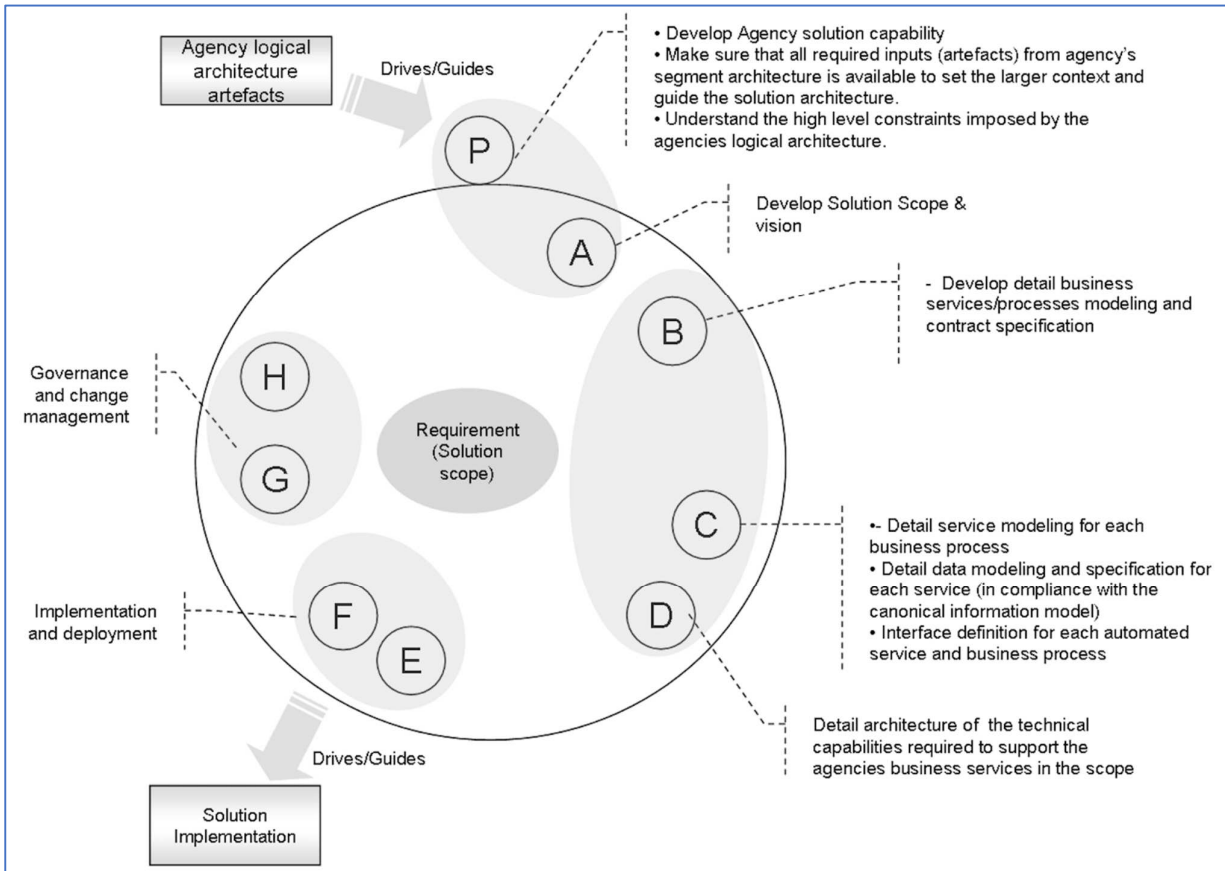 Agency logical
architecture
artefacts
Drives/Guides
• Develop Agency solution capability
• Make sure that all required inputs (artefacts) from agency's
segment architecture is available to set the larger context and
guide the solution architecture.
• Understand the high level constraints imposed by the
agencies logical architecture.
P
A
Develop Solution Scope &
vision
B
- Develop detail business
services/processes modeling and
contract specification
H
Governance
and change
management
G
Requirement
(Solution
scope)
C
•- Detail service modeling for each
business process
• Detail data modeling and specification for
each service (in compliance with the
canonical information model)
• Interface definition for each automated
service and business process
Implementation
and deployment
F
E
D
Detail architecture of the technical
capabilities required to support the
agencies business services in the scope
Drives/Guides
Solution
Implementation